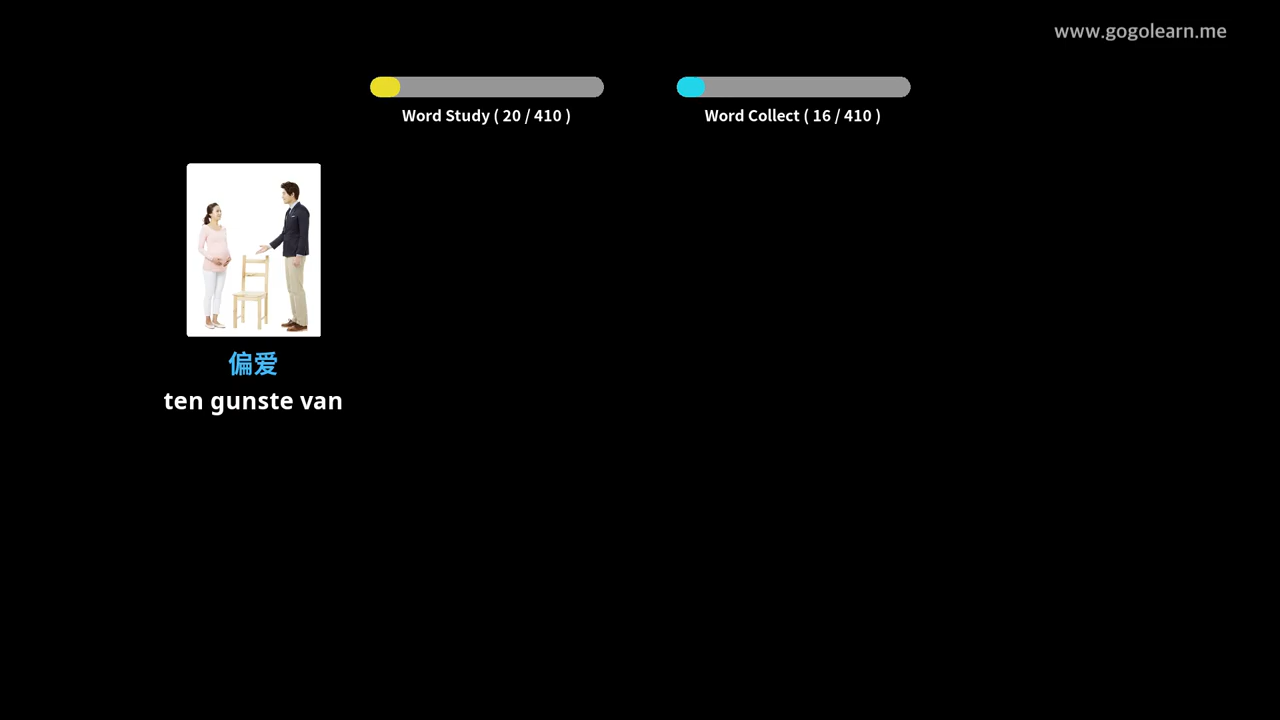 www.gogolearn.me
Word Study ( 20 / 410 )
Word Collect ( 16 / 410 )
偏爱
ten gunste van